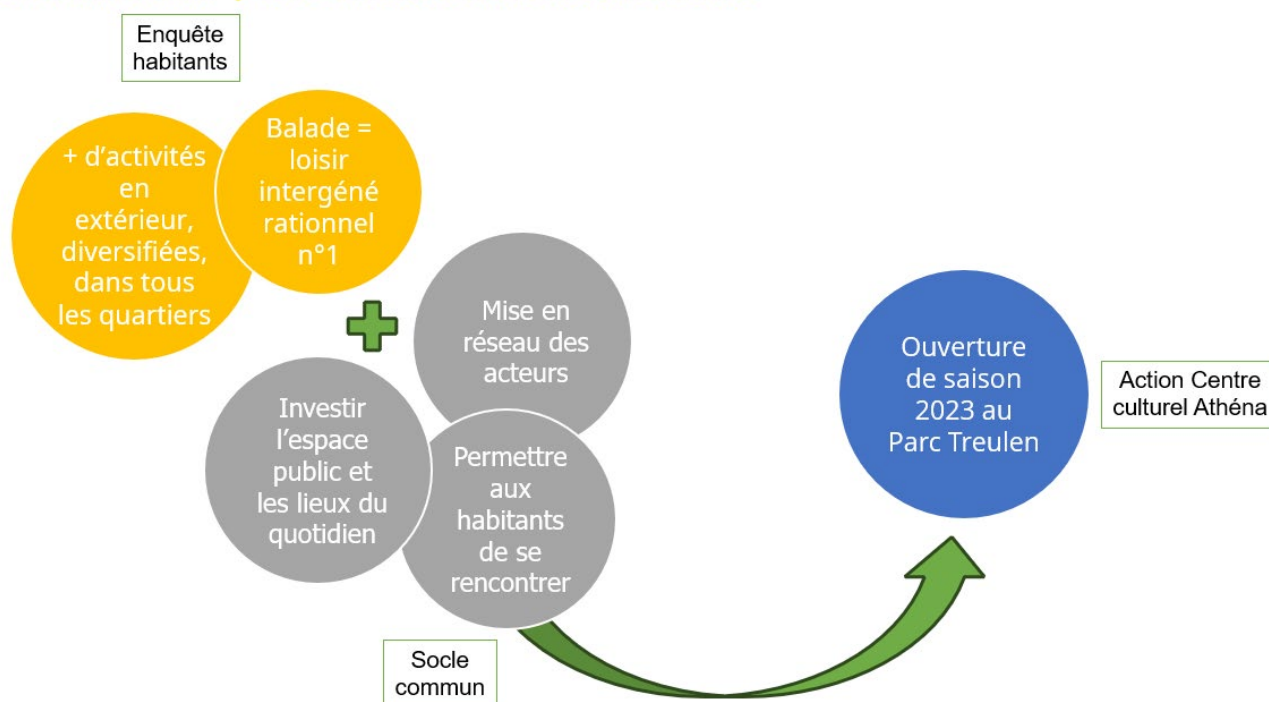 Enquête
habitants
+ d’activités
en
extérieur,
diversifiées,
dans tous
les quartiers
Balade =
loisir
intergéné
rationnel
n°1
Mise en
réseau des
acteurs
Investir
l’espace
public et
les lieux du
quotidien
Permettre
aux
habitants
de se
rencontrer
Socle
commun
Ouverture
de saison
2023 au
Parc Treulen
Action Centre
culturel Athéna